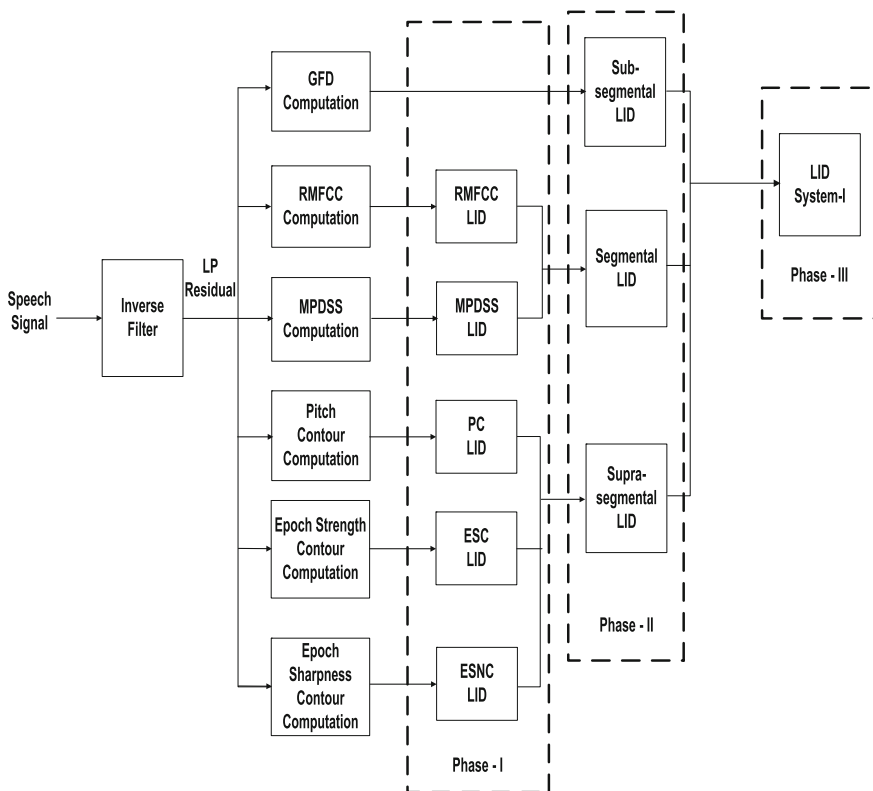 Speech
Signal
Inverse
Filter
LP
Residual
GFD
Computation
RMFCC
Computation
MPDSS
Computation
Pitch
Contour
Computation
Epoch Strength
Contour
Computation
Epoch
Sharpness
Contour
Computation
RMFCC
LID
MPDSS
LID
PC
LID
ESC
LID
ESNC
LID
Phase - I
Sub-
segmental
LID
Segmental
LID
Supra-
segmental
LID
Phase - II
LID
System-I
Phase - III